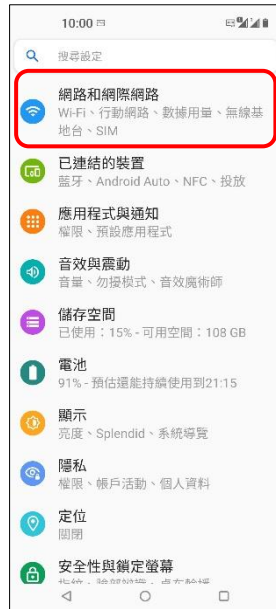 10:00
搜尋設定
網路和網際網路
Wi-Fi、行動網路、數據用量、無線基
地台、SIM
已連結的裝置
藍牙、Android Auto、NFC、投放
應用程式與通知
權限、預設應用程式
音效與震動
音量、勿擾模式、音效魔術師
儲存空間
已使用：15% - 可用空間：108 GB
電池
91% - 預估還能持續使用到21:15
顯示
亮度、Splendid、系統導覽
隱私
權限、帳戶活動、個人資料
定位
關閉
安全性與鎖定螢幕